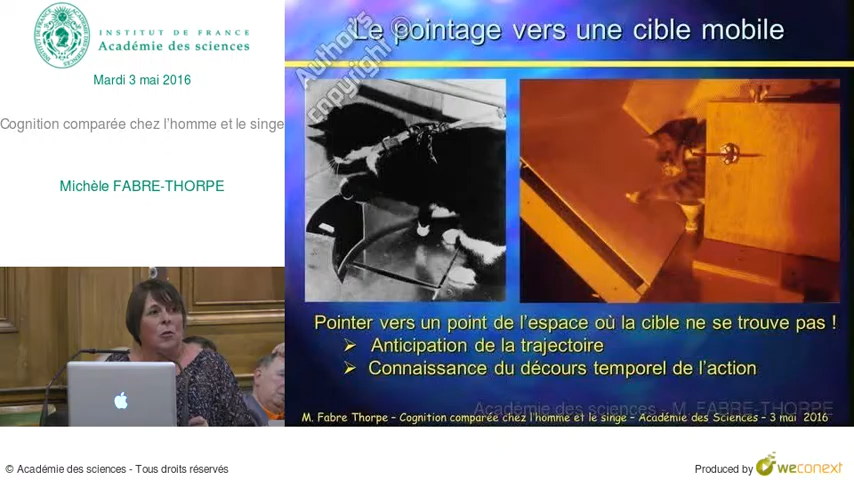 INSTITUT DE FRANCE
Académie des sciences
Mardi 3 mai 2016
Cognition comparée chez l'homme et le singe
Michèle FABRE-THORPE
Le pointage vers une cible mobile
Author's ©
copyright
Pointer vers un point de l'espace où la cible ne se trouve pas !
➢ Anticipation de la trajectoire
➢ Connaissance du décours temporel de l'action
Académie des sciences - M. FABRE-THORPE
M. Fabre Thorpe – Cognition comparée chez l'homme et le singe – Académie des Sciences – 3 mai 2016
© Académie des sciences - Tous droits réservés
Produced by weconext